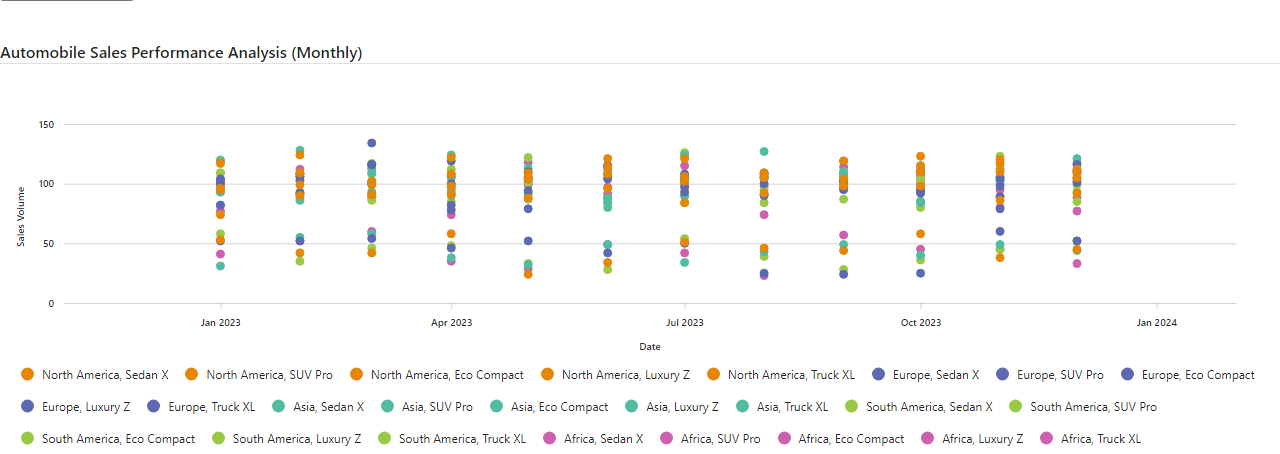 Automobile Sales Performance Analysis (Monthly)
150
100
50
0
Sales Volume
Jan 2023 Apr 2023 Jul 2023 Oct 2023 Jan 2024
Date
North America, Sedan X North America, SUV Pro North America, Eco Compact North America, Luxury Z North America, Truck XL Europe, Sedan X Europe, SUV Pro Europe, Eco Compact
Europe, Luxury Z Europe, Truck XL Asia, Sedan X Asia, SUV Pro Asia, Eco Compact Asia, Luxury Z Asia, Truck XL South America, Sedan X South America, SUV Pro
South America, Eco Compact South America, Luxury Z South America, Truck XL Africa, Sedan X Africa, SUV Pro Africa, Eco Compact Africa, Luxury Z Africa, Truck XL